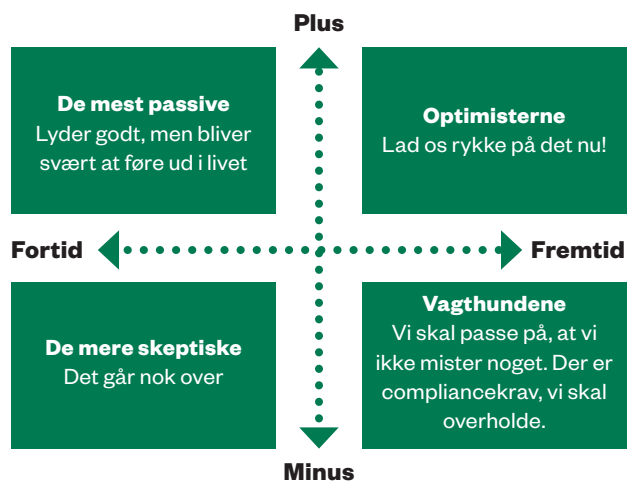 Plus
De mest passive
Lyder godt, men bliver
svært at føre ud i livet
Optimisterne
Lad os rykke på det nu!
Fortid
Fremtid
De mere skeptiske
Det går nok over
Vagthundene
Vi skal passe på, at vi
ikke mister noget. Der er
compliancekrav, vi skal
overholde.
Minus